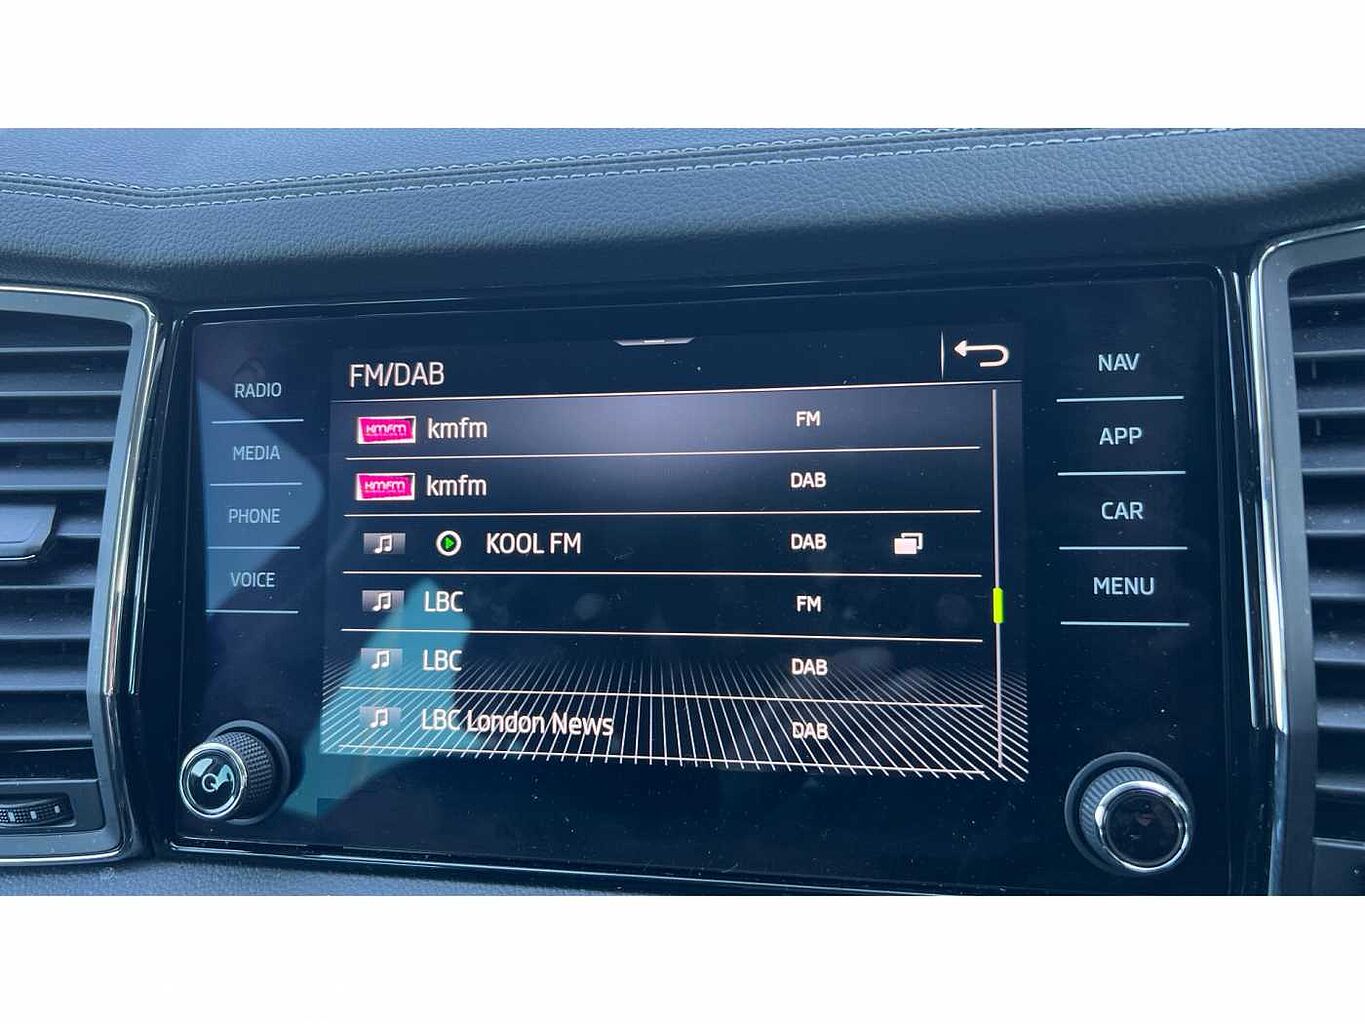 FM/DAB
kmfm kmfm FM
kmfm kmfm DAB
KOOL FM DAB
LBC FM
LBC DAB
LBC London News DAB
RADIO
MEDIA
PHONE
VOICE
NAV
APP
CAR
MENU